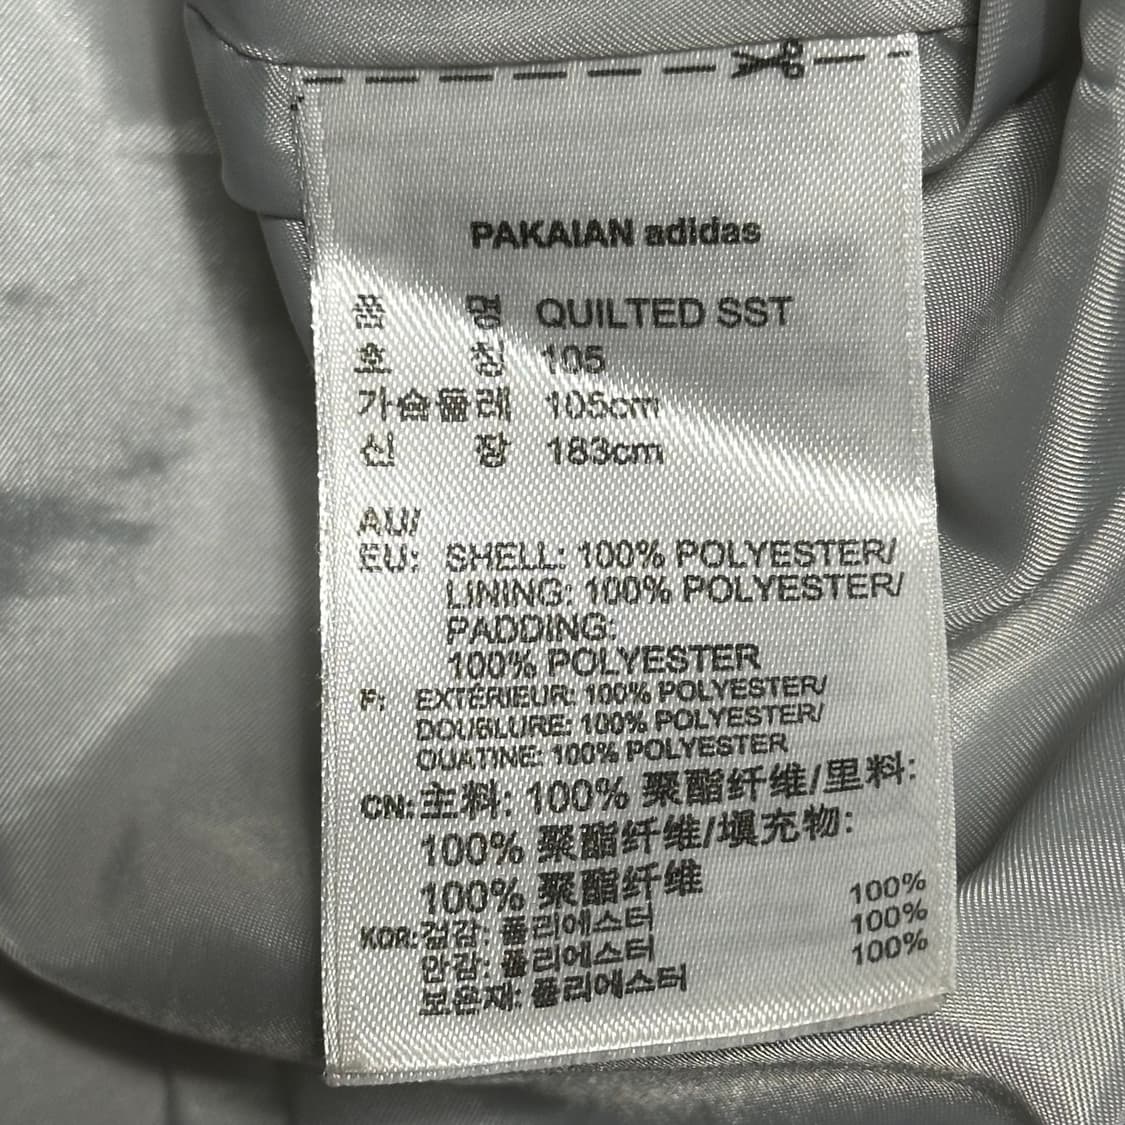 PAKAIAN adidas
품 명 QUILTED SST
호 칭 105
가슴둘레 105cm
신 장 183cm
AU/
EU: SHELL: 100% POLYESTER/
LINING: 100% POLYESTER/
PADDING:
100% POLYESTER
F: EXTÉRIEUR: 100% POLYESTER/
DOUBLURE: 100% POLYESTER/
OUATINE: 100% POLYESTER
CN: 主料: 100% 聚酯纤维/里料:
100% 聚酯纤维/填充物:
100% 聚酯纤维
KOR: 겉감: 폴리에스터 100%
안감: 폴리에스터 100%
보온재: 폴리에스터 100%